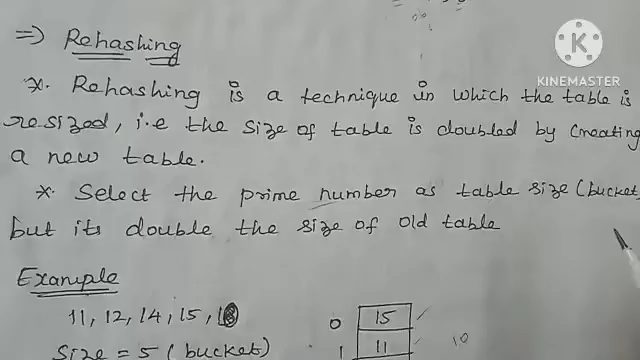 ⇒ Rehashing
*. Rehashing is a technique in which the table is
resized, i.e the size of table is doubled by creating
a new table.
*. Select the prime number as table size (bucket)
but its double the size of old table
Example
11, 12, 14, 15,
size = 5 (bucket)
0 15
1 11
10
K
KINEMASTER